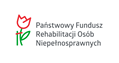 Państwowy Fundusz
Rehabilitacji Osób
Niepełnosprawnych